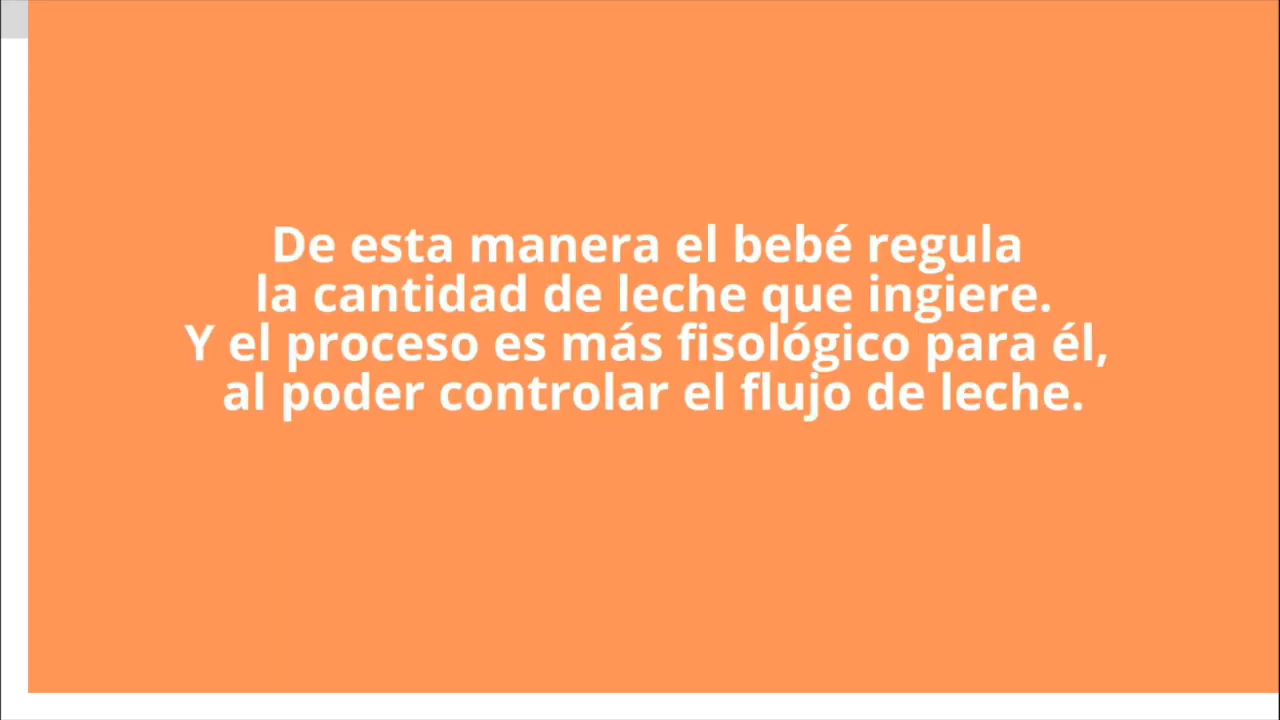 De esta manera el bebé regula
la cantidad de leche que ingiere.
Y el proceso es más fisológico para él,
al poder controlar el flujo de leche.